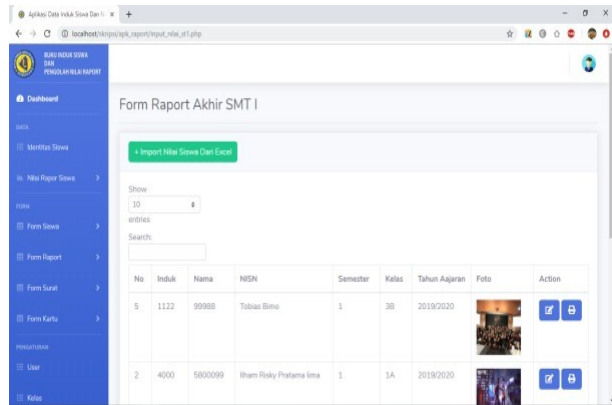 Aplikasi Data Induk Siswa Dan N
localhost/skripsi/apk_raport/input_nilai_st1.php
BUKU INDUK SISWA
DAN
PENGOLAH NILAI RAPORT
Dashboard
DATA
Identitas Siswa
Nilai Rapor Siswa
FORM
Form Siswa
Form Raport
Form Surat
Form Kartu
PENGATURAN
User
Kelas
Form Raport Akhir SMT I
+ Import Nilai Siswa Dari Excel
Show
10
entries
Search:
No Induk Nama NISN Semester Kelas Tahun Aajaran Foto Action
5 1122 99988 Tobias Bimo 1 3B 2019/2020
2 4000 5800099 Ilham Risky Pratama lima 1 1A 2019/2020